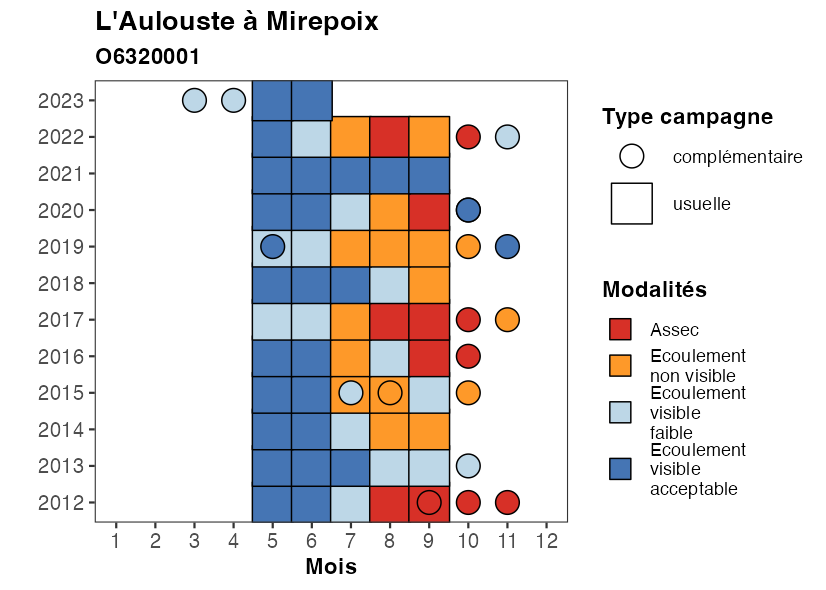 L'Aulouste à Mirepoix
O6320001
2023
2022
2021
2020
2019
2018
2017
2016
2015
2014
2013
2012
1 2 3 4 5 6 7 8 9 10 11 12
Mois
Type campagne
complémentaire
usuelle
Modalités
Assec
Ecoulement
non visible
Ecoulement
visible
faible
Ecoulement
visible
acceptable